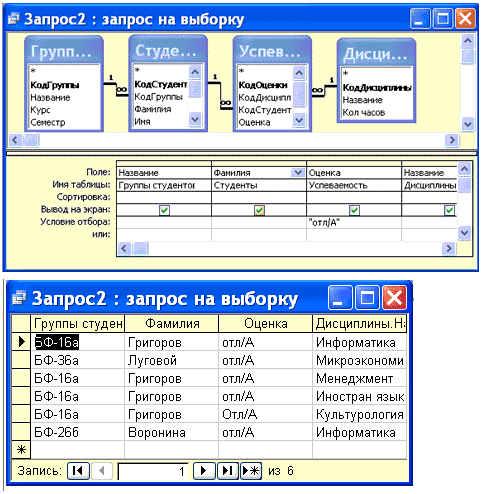 Запрос2 : запрос на выборку
Групп... Студе... Успев... Дисци...
* * * *
КодГруппы КодСтудент КодОценки КодДисциплины
Название КодГруппы КодДисципл Название
Курс Фамилия КодСтудент Кол часов
Семестр Имя Оценка
1 ∞ 1 ∞ ∞ 1
Поле: Название Фамилия Оценка Название
Имя таблицы: Группы студентов Студенты Успеваемость Дисциплины
Сортировка:
Вывод на экран:
Условие отбора: "отл/А"
или:
Запрос2 : запрос на выборку
Группы студен Фамилия Оценка Дисциплины.На
БФ-16а Григоров отл/А Информатика
БФ-36а Луговой отл/А Микроэкономи
БФ-16а Григоров отл/А Менеджмент
БФ-16а Григоров отл/А Иностран язык
БФ-16а Григоров Отл/А Культурология
БФ-26б Воронина отл/А Информатика
Запись: 1 из 6